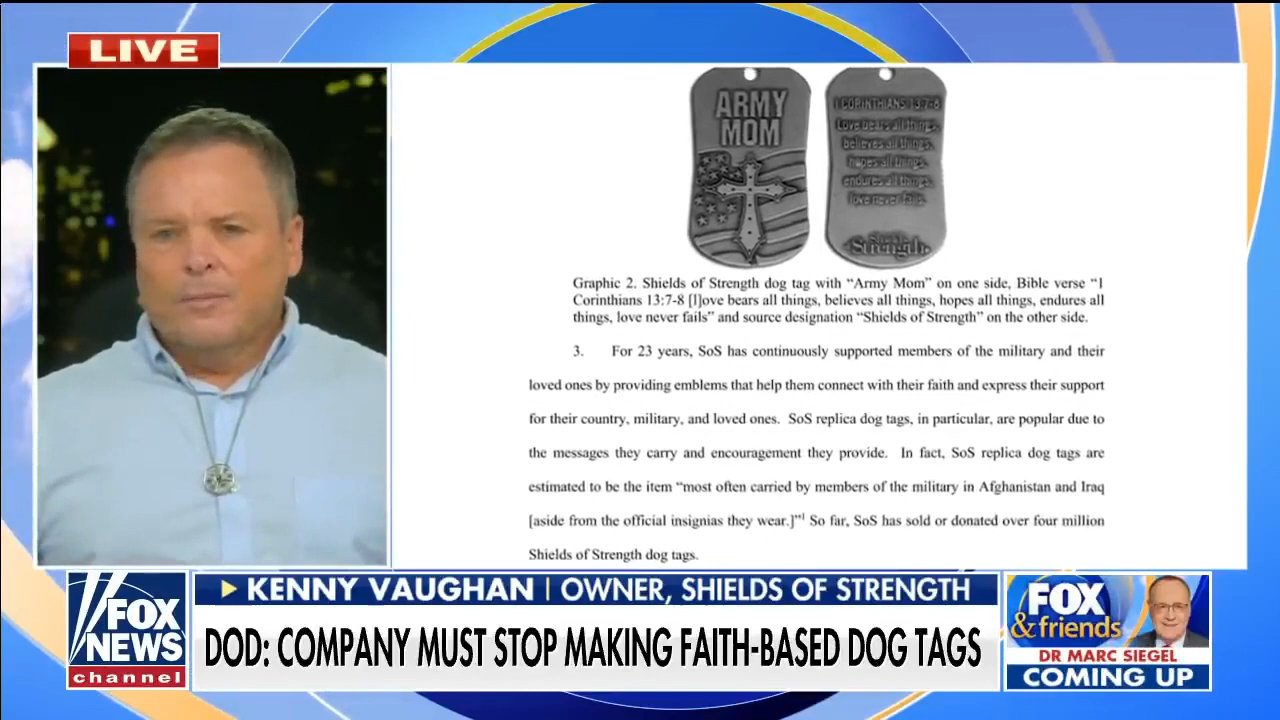 LIVE
ARMY
MOM
1 CORINTHIANS 13:7-8
Love bears all things,
believes all things,
hopes all things,
endures all things,
love never fails.
Shields of
Strength
Graphic 2. Shields of Strength dog tag with “Army Mom” on one side, Bible verse “1
Corinthians 13:7-8 [l]ove bears all things, believes all things, hopes all things, endures all
things, love never fails” and source designation “Shields of Strength” on the other side.
3. For 23 years, SoS has continuously supported members of the military and their
loved ones by providing emblems that help them connect with their faith and express their support
for their country, military, and loved ones. SoS replica dog tags, in particular, are popular due to
the messages they carry and encouragement they provide. In fact, SoS replica dog tags are
estimated to be the item “most often carried by members of the military in Afghanistan and Iraq
[aside from the official insignias they wear.]”1 So far, SoS has sold or donated over four million
Shields of Strength dog tags.
KENNY VAUGHAN | OWNER, SHIELDS OF STRENGTH
DOD: COMPANY MUST STOP MAKING FAITH-BASED DOG TAGS
FOX
NEWS
channel
FOX
&friends
DR MARC SIEGEL
COMING UP